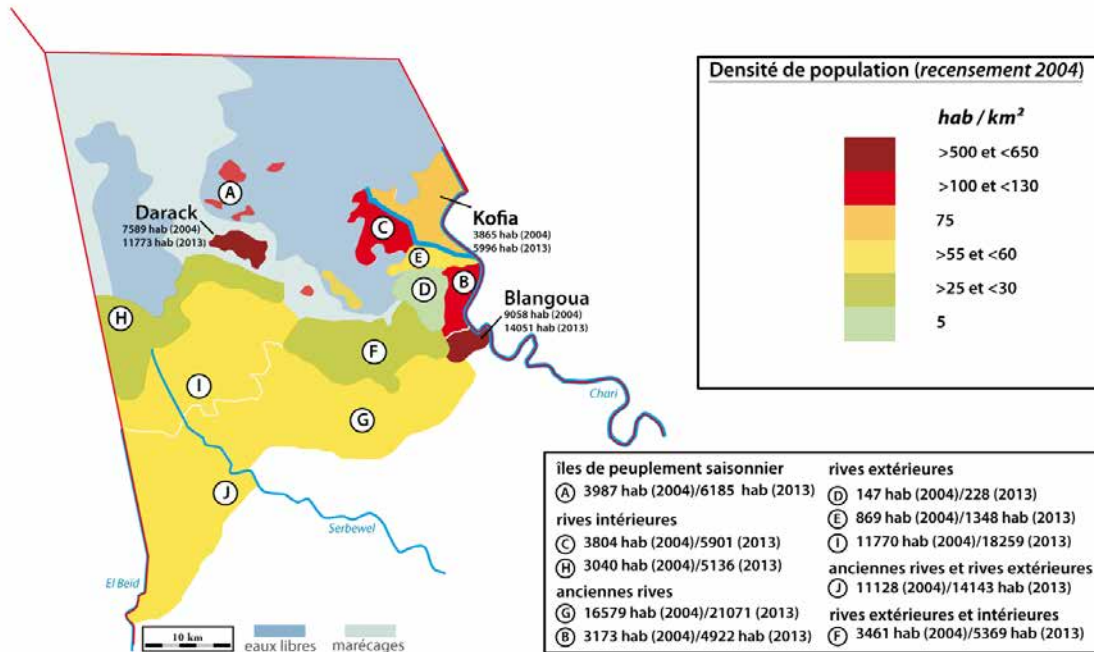 Densité de population (recensement 2004)
hab / km²
>500 et <650
>100 et <130
75
>55 et <60
>25 et <30
5
A
Darack
7589 hab (2004)
11773 hab (2013)
C
Kofia
3865 hab (2004)
5996 hab (2013)
E
D
B
Blangoua
9058 hab (2004)
14051 hab (2013)
H
F
I
G
J
Chari
Serbewel
El Beid
10 km
eaux libres
marécages
îles de peuplement saisonnier
A 3987 hab (2004)/6185 hab (2013)
rives intérieures
C 3804 hab (2004)/5901 (2013)
H 3040 hab (2004)/5136 (2013)
anciennes rives
G 16579 hab (2004)/21071 (2013)
B 3173 hab (2004)/4922 hab (2013)
rives extérieures
D 147 hab (2004)/228 (2013)
E 869 hab (2004)/1348 hab (2013)
I 11770 hab (2004)/18259 (2013)
anciennes rives et rives extérieures
J 11128 (2004)/14143 hab (2013)
rives extérieures et intérieures
F 3461 hab (2004)/5369 hab (2013)